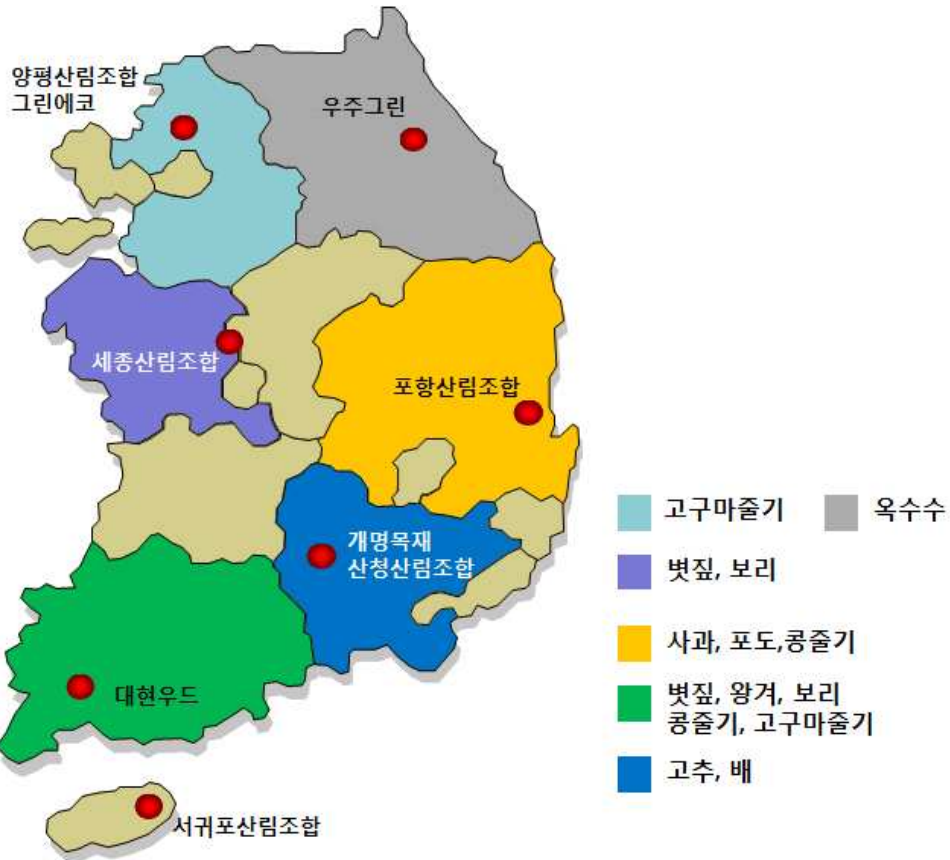 양평산림조합
그린에코
우주그린
세종산림조합
포항산림조합
개명목재
산청산림조합
대현우드
서귀포산림조합
고구마줄기
옥수수
볏짚, 보리
사과, 포도,콩줄기
볏짚, 왕겨, 보리
콩줄기, 고구마줄기
고추, 배